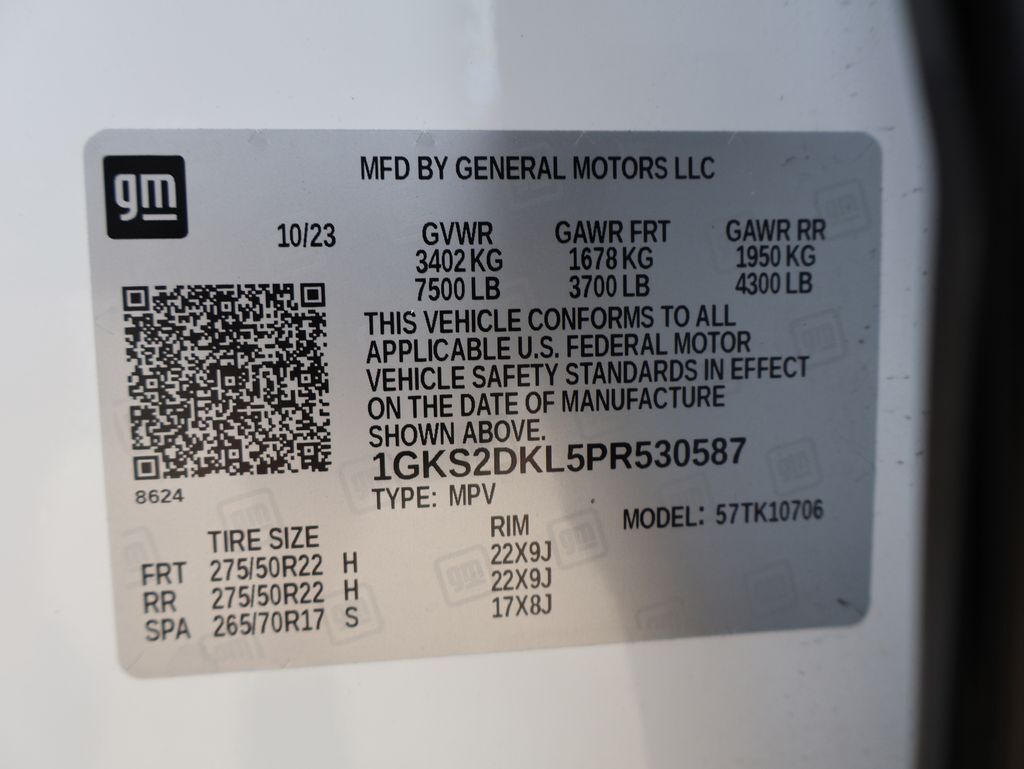 gm
MFD BY GENERAL MOTORS LLC
10/23 GVWR GAWR FRT GAWR RR
3402 KG 1678 KG 1950 KG
7500 LB 3700 LB 4300 LB
THIS VEHICLE CONFORMS TO ALL
APPLICABLE U.S. FEDERAL MOTOR
VEHICLE SAFETY STANDARDS IN EFFECT
ON THE DATE OF MANUFACTURE
SHOWN ABOVE.
1GKS2DKL5PR530587
8624
TYPE: MPV
MODEL: 57TK10706
TIRE SIZE RIM
FRT 275/50R22 H 22X9J
RR 275/50R22 H 22X9J
SPA 265/70R17 S 17X8J